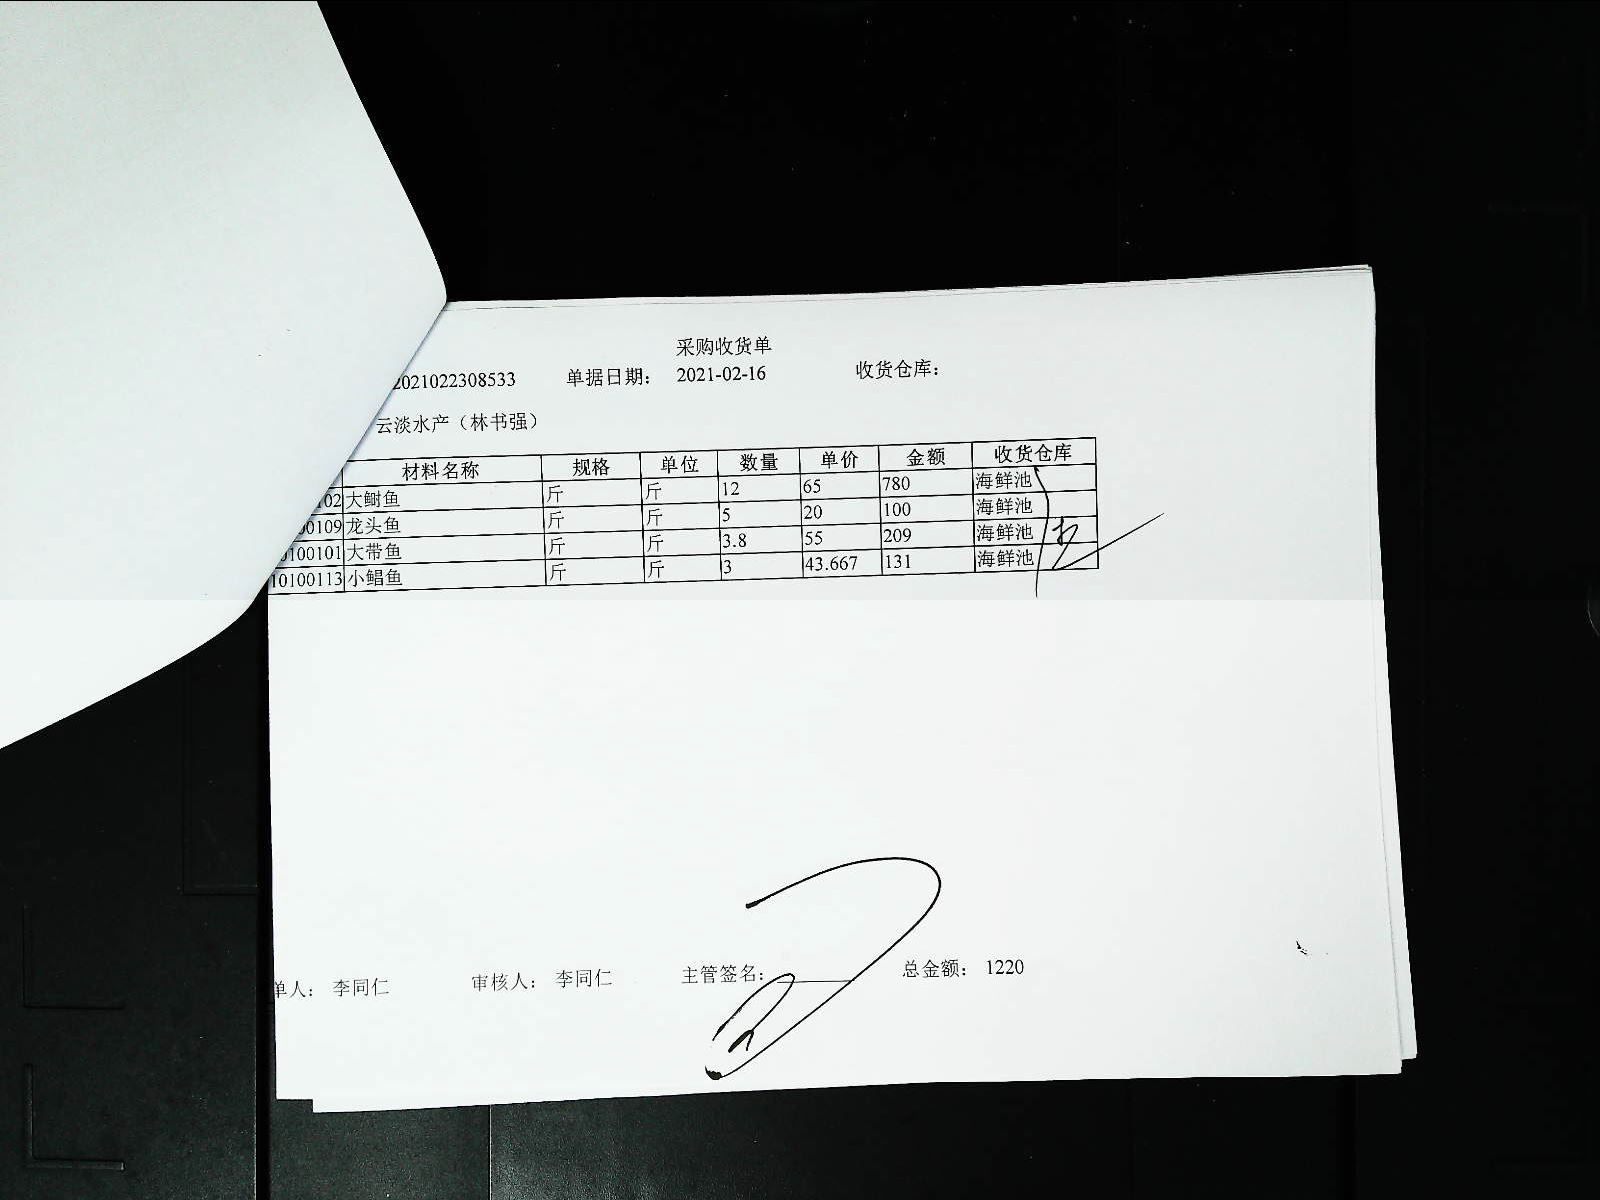 采购收货单
2021022308533 单据日期： 2021-02-16 收货仓库：
云淡水产（林书强）
材料名称 规格 单位 数量 单价 金额 收货仓库
02 大鲥鱼 斤 斤 12 65 780 海鲜池
00109 龙头鱼 斤 斤 5 20 100 海鲜池
0100101 大带鱼 斤 斤 3.8 55 209 海鲜池
10100113 小鲳鱼 斤 斤 3 43.667 131 海鲜池
单人： 李同仁 审核人： 李同仁 主管签名： 总金额： 1220